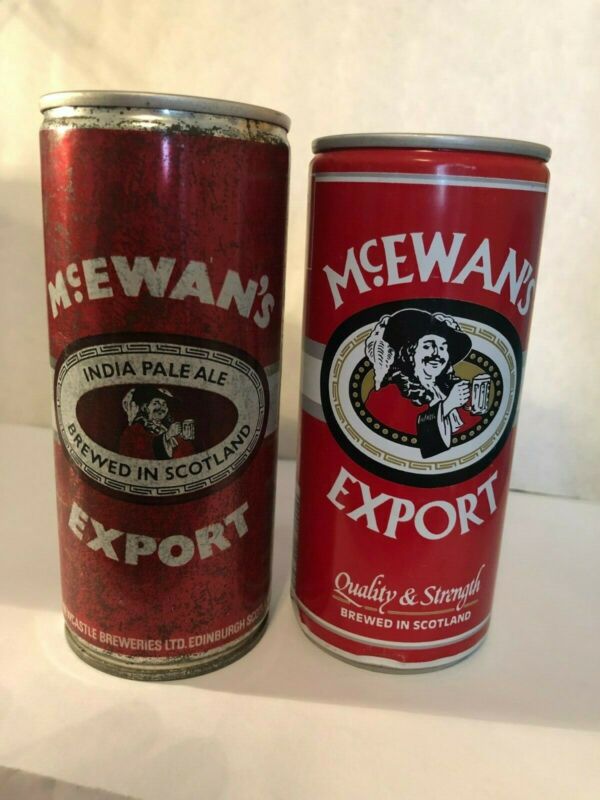 McEWAN'S
INDIA PALE ALE
BREWED IN SCOTLAND
EXPORT
BREWERIES LTD. EDINBURGH
McEWAN'S
EXPORT
Quality & Strength
BREWED IN SCOTLAND